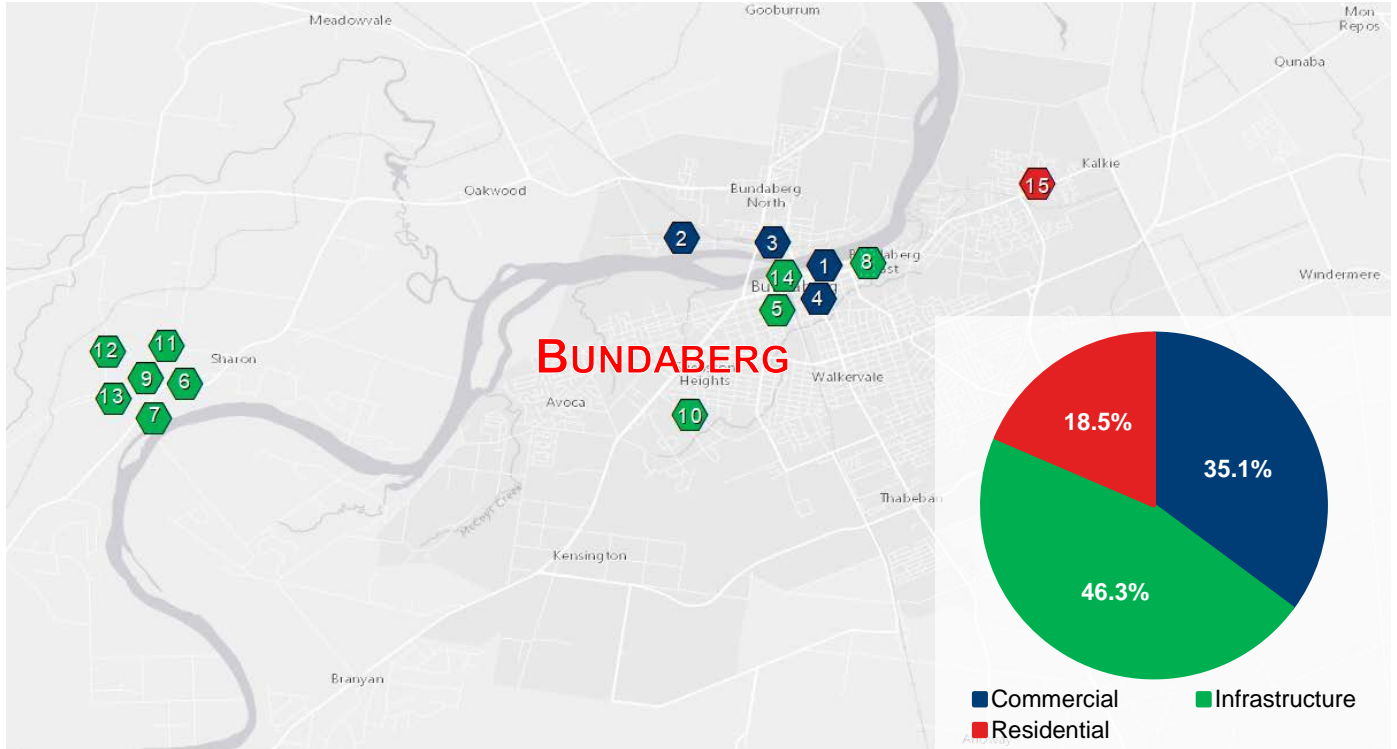 Gooburrum
Meadowvale
Mon
Repos
Qunaba
Kalkie
15
Oakwood
Bundaberg
North
2
3
1
8
14
4
5
Windermere
12
11
Sharon
9
6
13
7
BUNDABERG
Heights
Walkervale
Avoca
10
Thabeban
McCoys Creek
Kensington
Branyan
18.5%
35.1%
46.3%
Commercial
Infrastructure
Residential